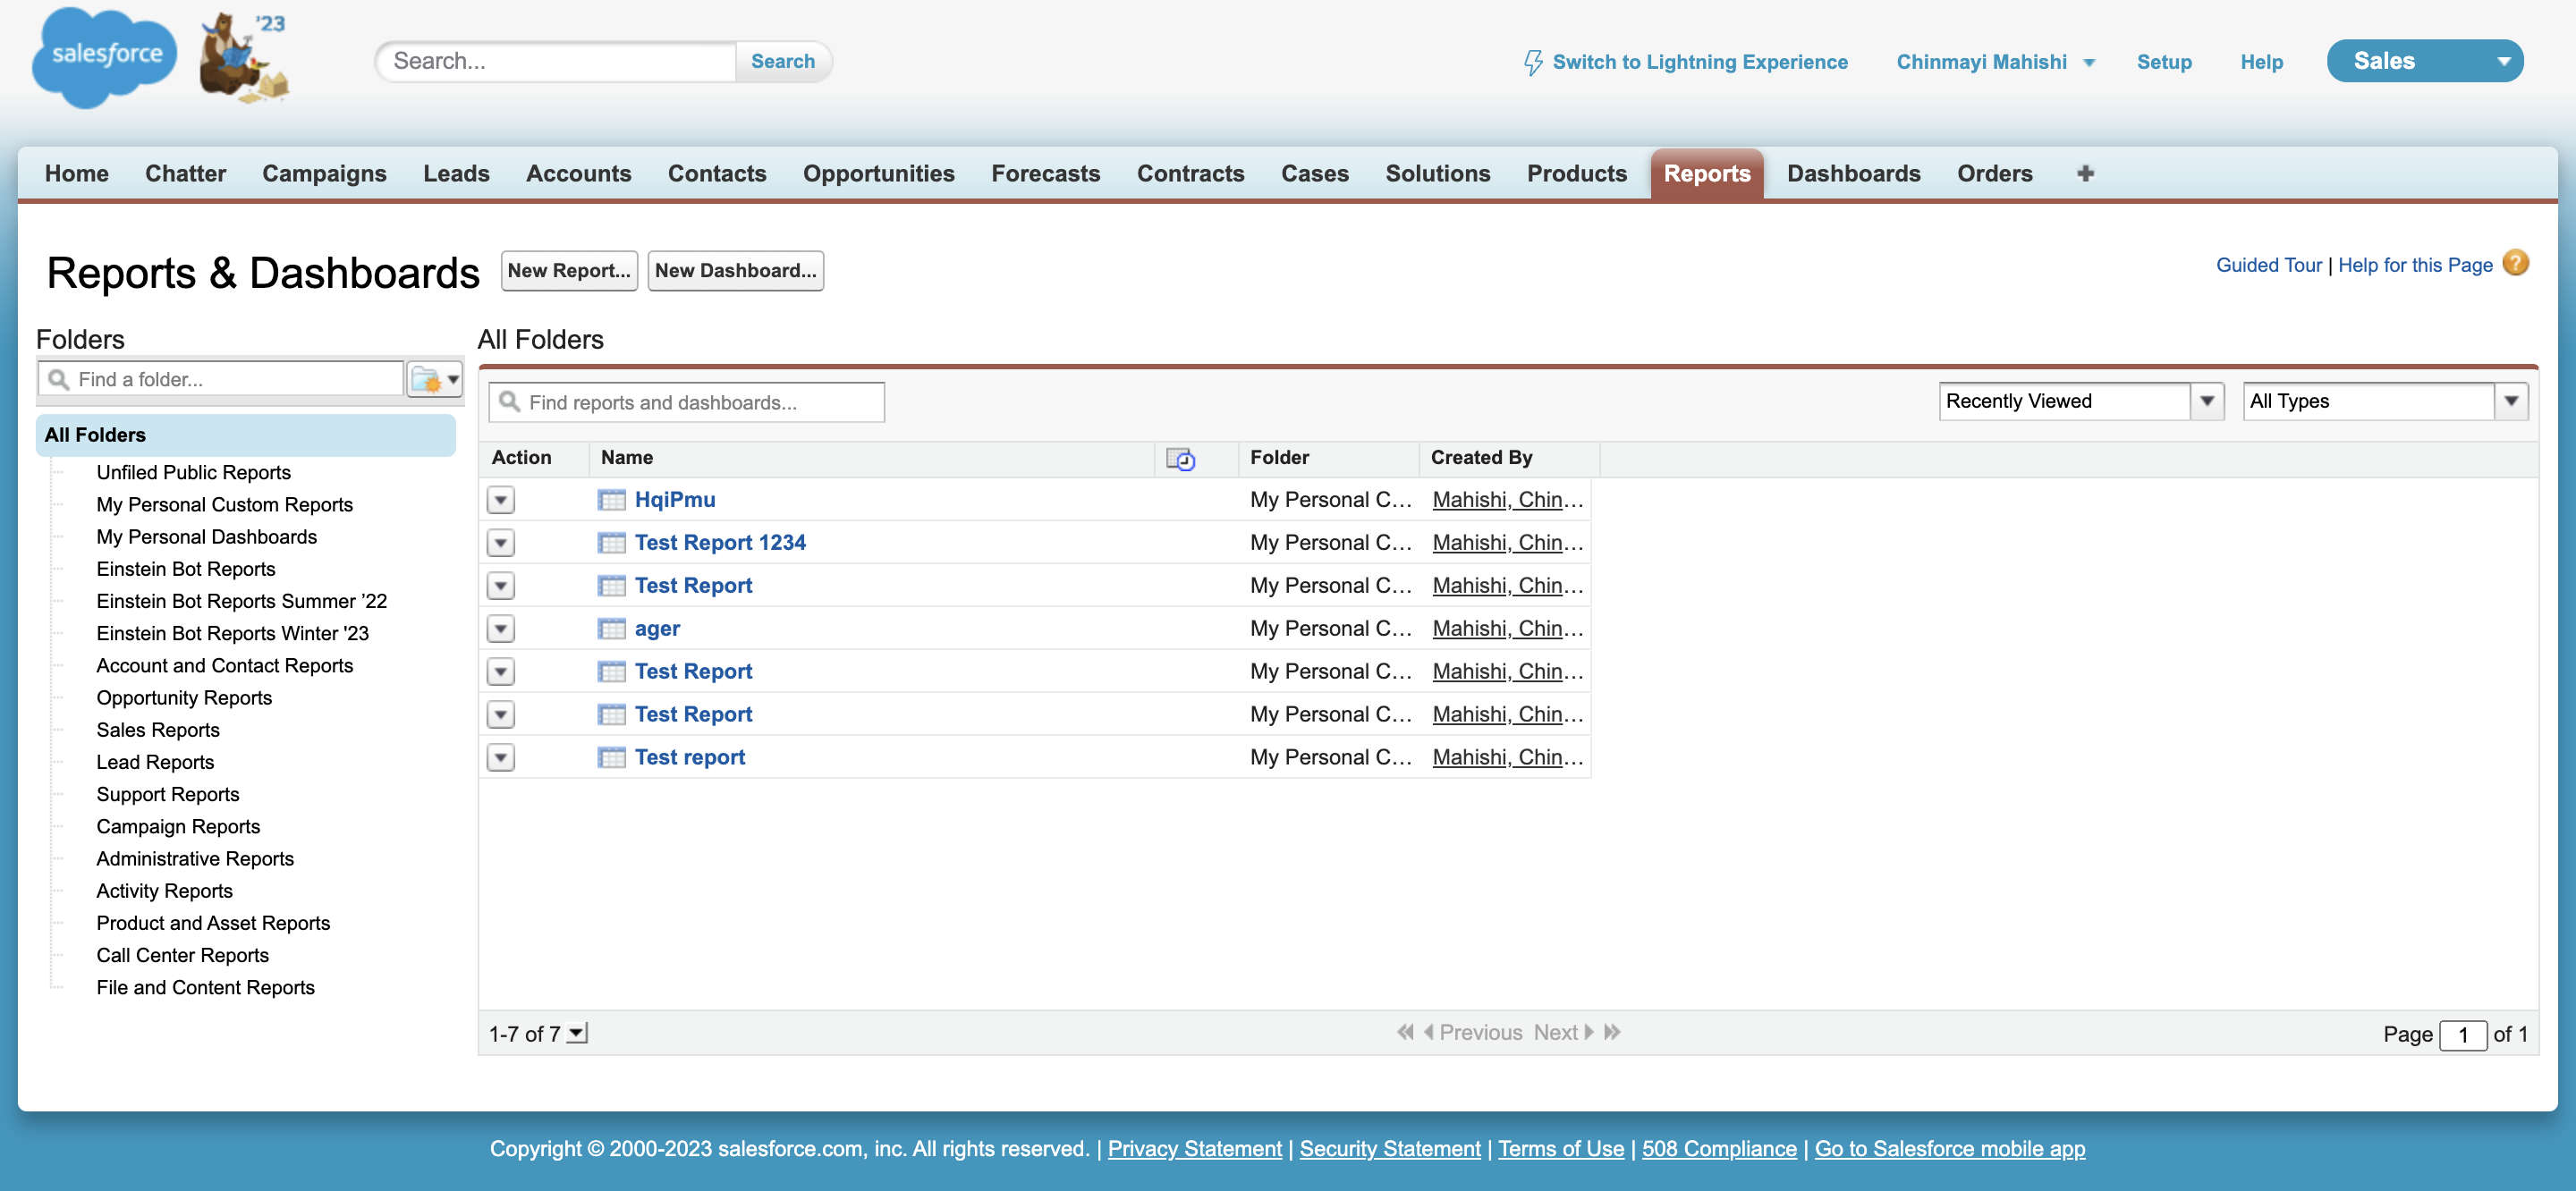 salesforce
'23
Search...
Search
Switch to Lightning Experience
Chinmayi Mahishi
Setup
Help
Sales
Home Chatter Campaigns Leads Accounts Contacts Opportunities Forecasts Contracts Cases Solutions Products Reports Dashboards Orders +
Reports & Dashboards
New Report...
New Dashboard...
Guided Tour | Help for this Page ?
Folders
Find a folder...
All Folders
Unfiled Public Reports
My Personal Custom Reports
My Personal Dashboards
Einstein Bot Reports
Einstein Bot Reports Summer ’22
Einstein Bot Reports Winter '23
Account and Contact Reports
Opportunity Reports
Sales Reports
Lead Reports
Support Reports
Campaign Reports
Administrative Reports
Activity Reports
Product and Asset Reports
Call Center Reports
File and Content Reports
All Folders
Find reports and dashboards...
Recently Viewed
All Types
Action Name Folder Created By
HqiPmu My Personal C... Mahishi, Chin...
Test Report 1234 My Personal C... Mahishi, Chin...
Test Report My Personal C... Mahishi, Chin...
ager My Personal C... Mahishi, Chin...
Test Report My Personal C... Mahishi, Chin...
Test Report My Personal C... Mahishi, Chin...
Test report My Personal C... Mahishi, Chin...
1-7 of 7
Previous Next
Page 1 of 1
Copyright © 2000-2023 salesforce.com, inc. All rights reserved. | Privacy Statement | Security Statement | Terms of Use | 508 Compliance | Go to Salesforce mobile app